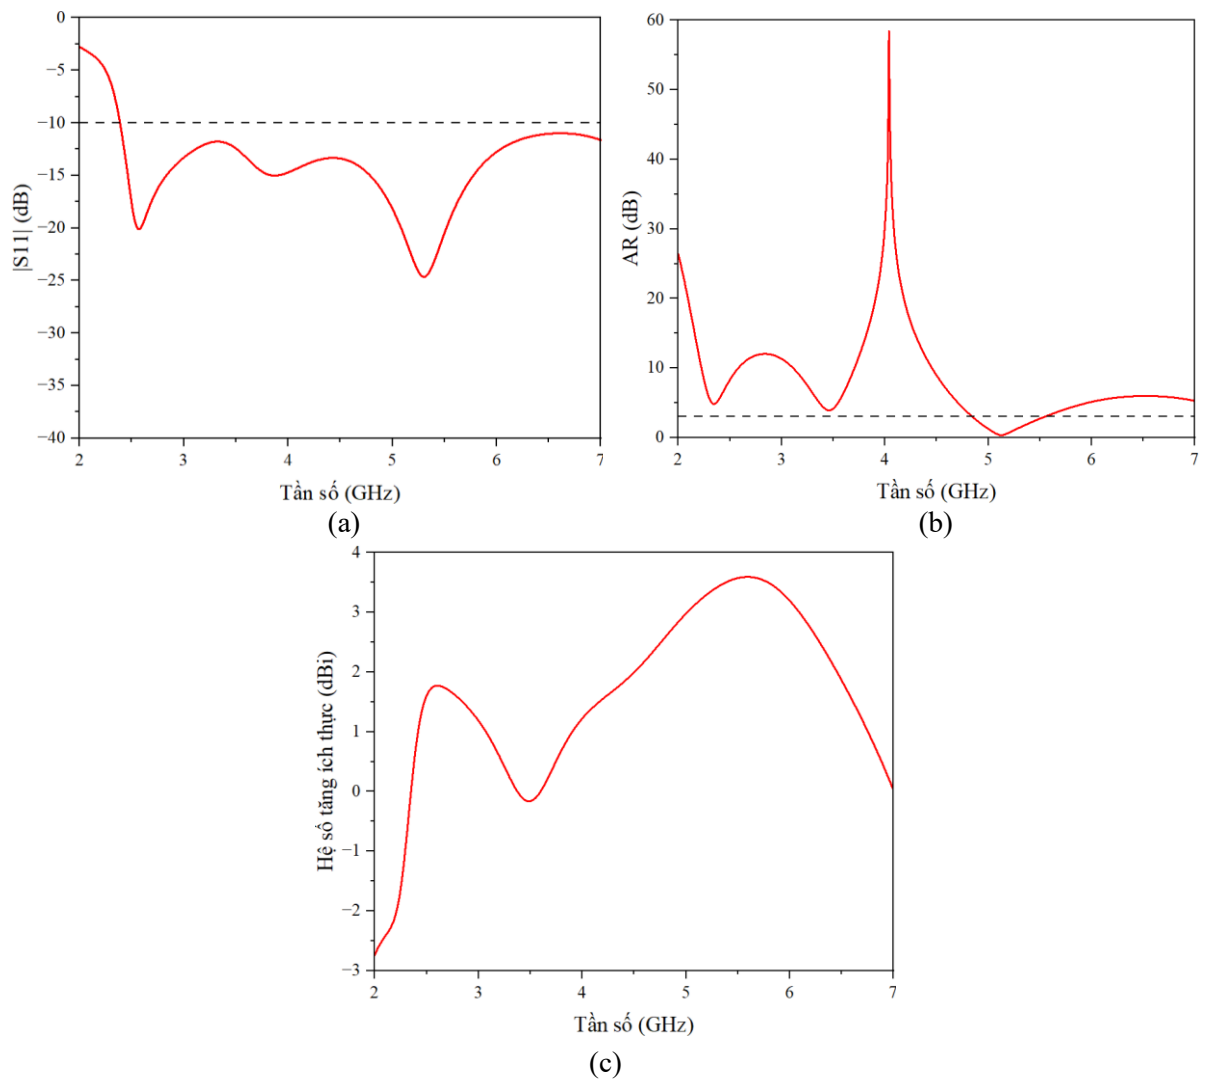 0
−5
−10
−15
−20
−25
−30
−35
−40
|S11| (dB)
2 3 4 5 6 7
Tần số (GHz)
(a)
60
50
40
30
20
10
0
AR (dB)
2 3 4 5 6 7
Tần số (GHz)
(b)
4
3
2
1
0
−1
−2
−3
Hệ số tăng ích thực (dBi)
2 3 4 5 6 7
Tần số (GHz)
(c)